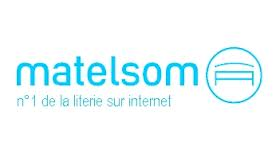 matelsom
n°1 de la literie sur internet